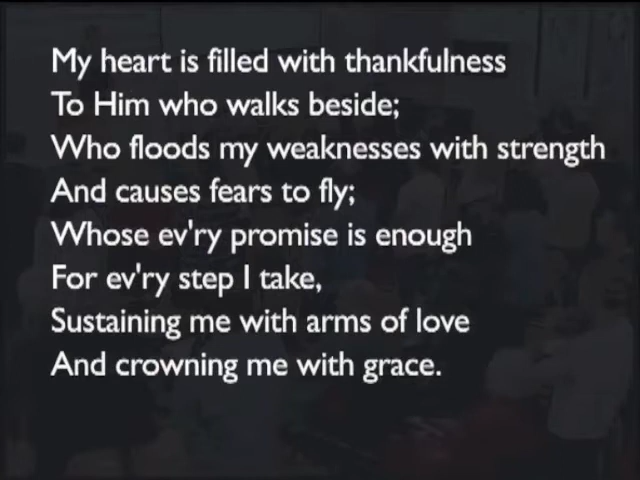 My heart is filled with thankfulness
To Him who walks beside;
Who floods my weaknesses with strength
And causes fears to fly;
Whose ev'ry promise is enough
For ev'ry step I take,
Sustaining me with arms of love
And crowning me with grace.